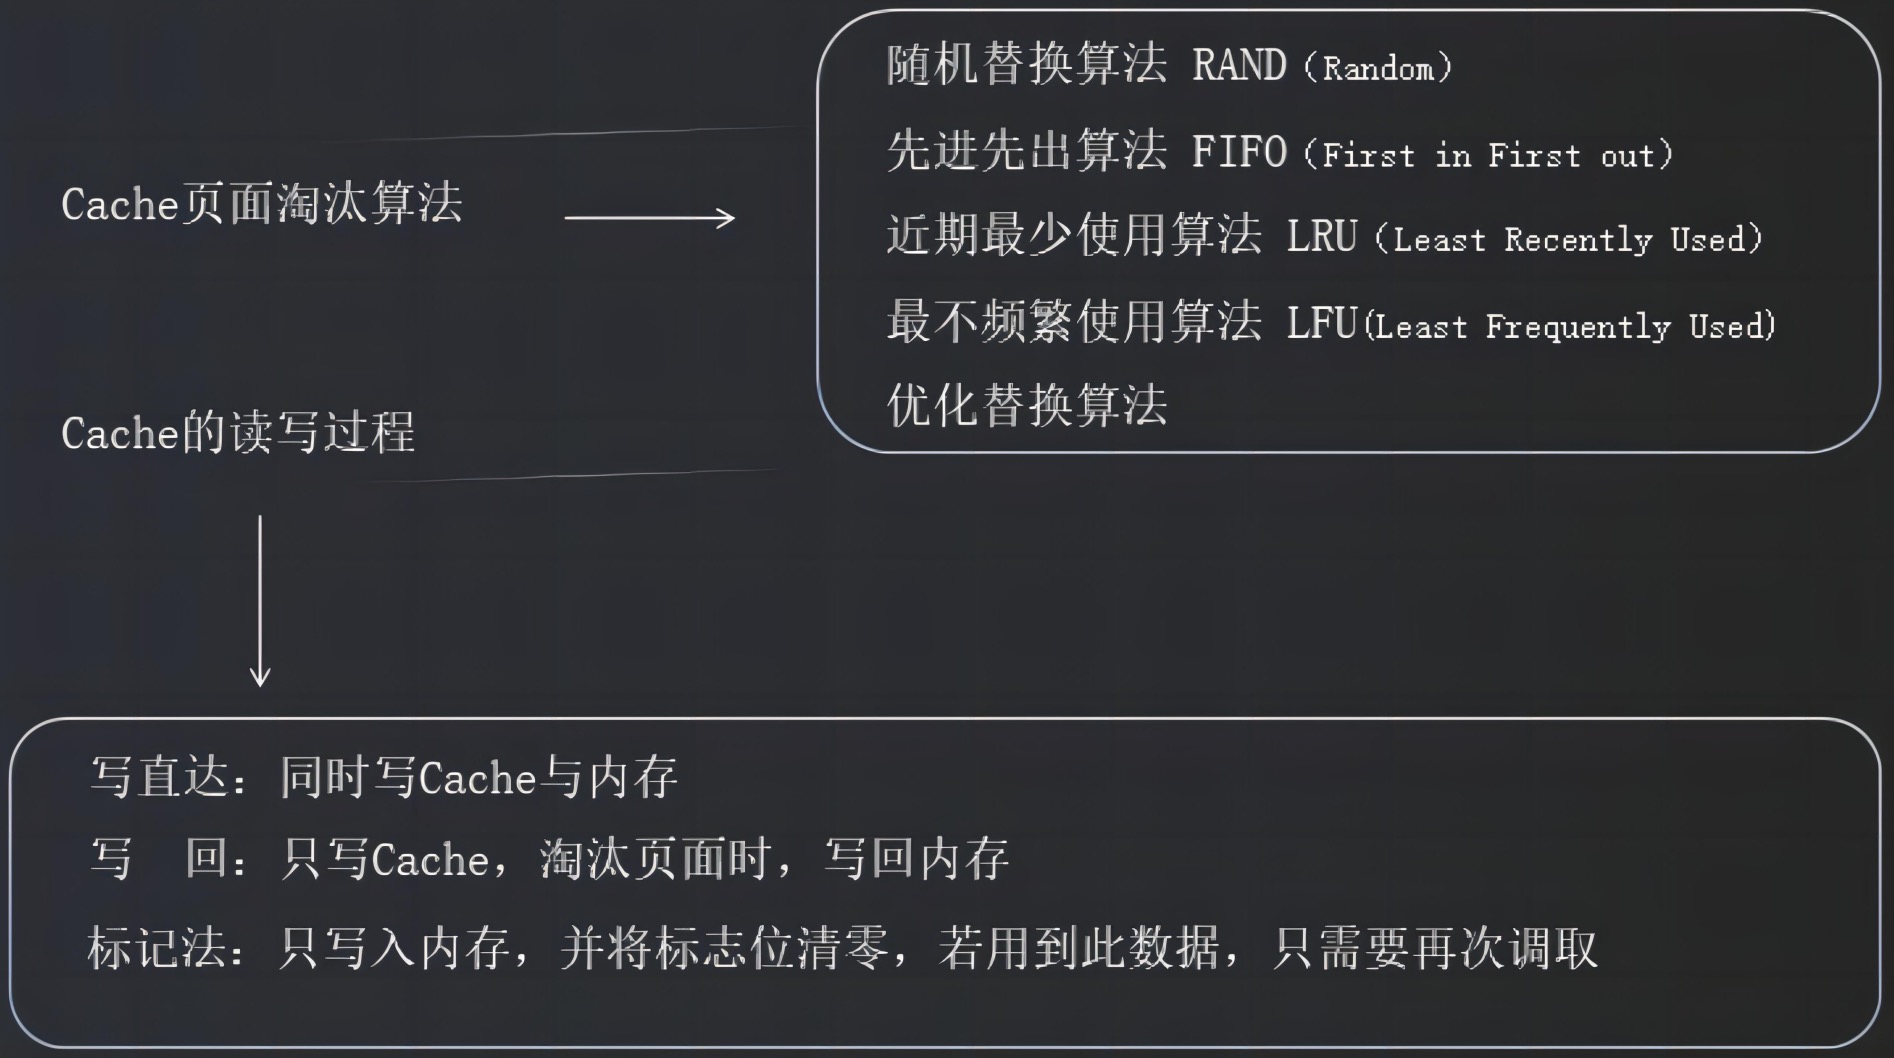 Cache页面淘汰算法
随机替换算法 RAND（Random）
先进先出算法 FIFO（First in First out）
近期最少使用算法 LRU（Least Recently Used）
最不频繁使用算法 LFU(Least Frequently Used)
优化替换算法
Cache的读写过程
写直达：同时写Cache与内存
写　回：只写Cache，淘汰页面时，写回内存
标记法：只写入内存，并将标志位清零，若用到此数据，只需要再次调取